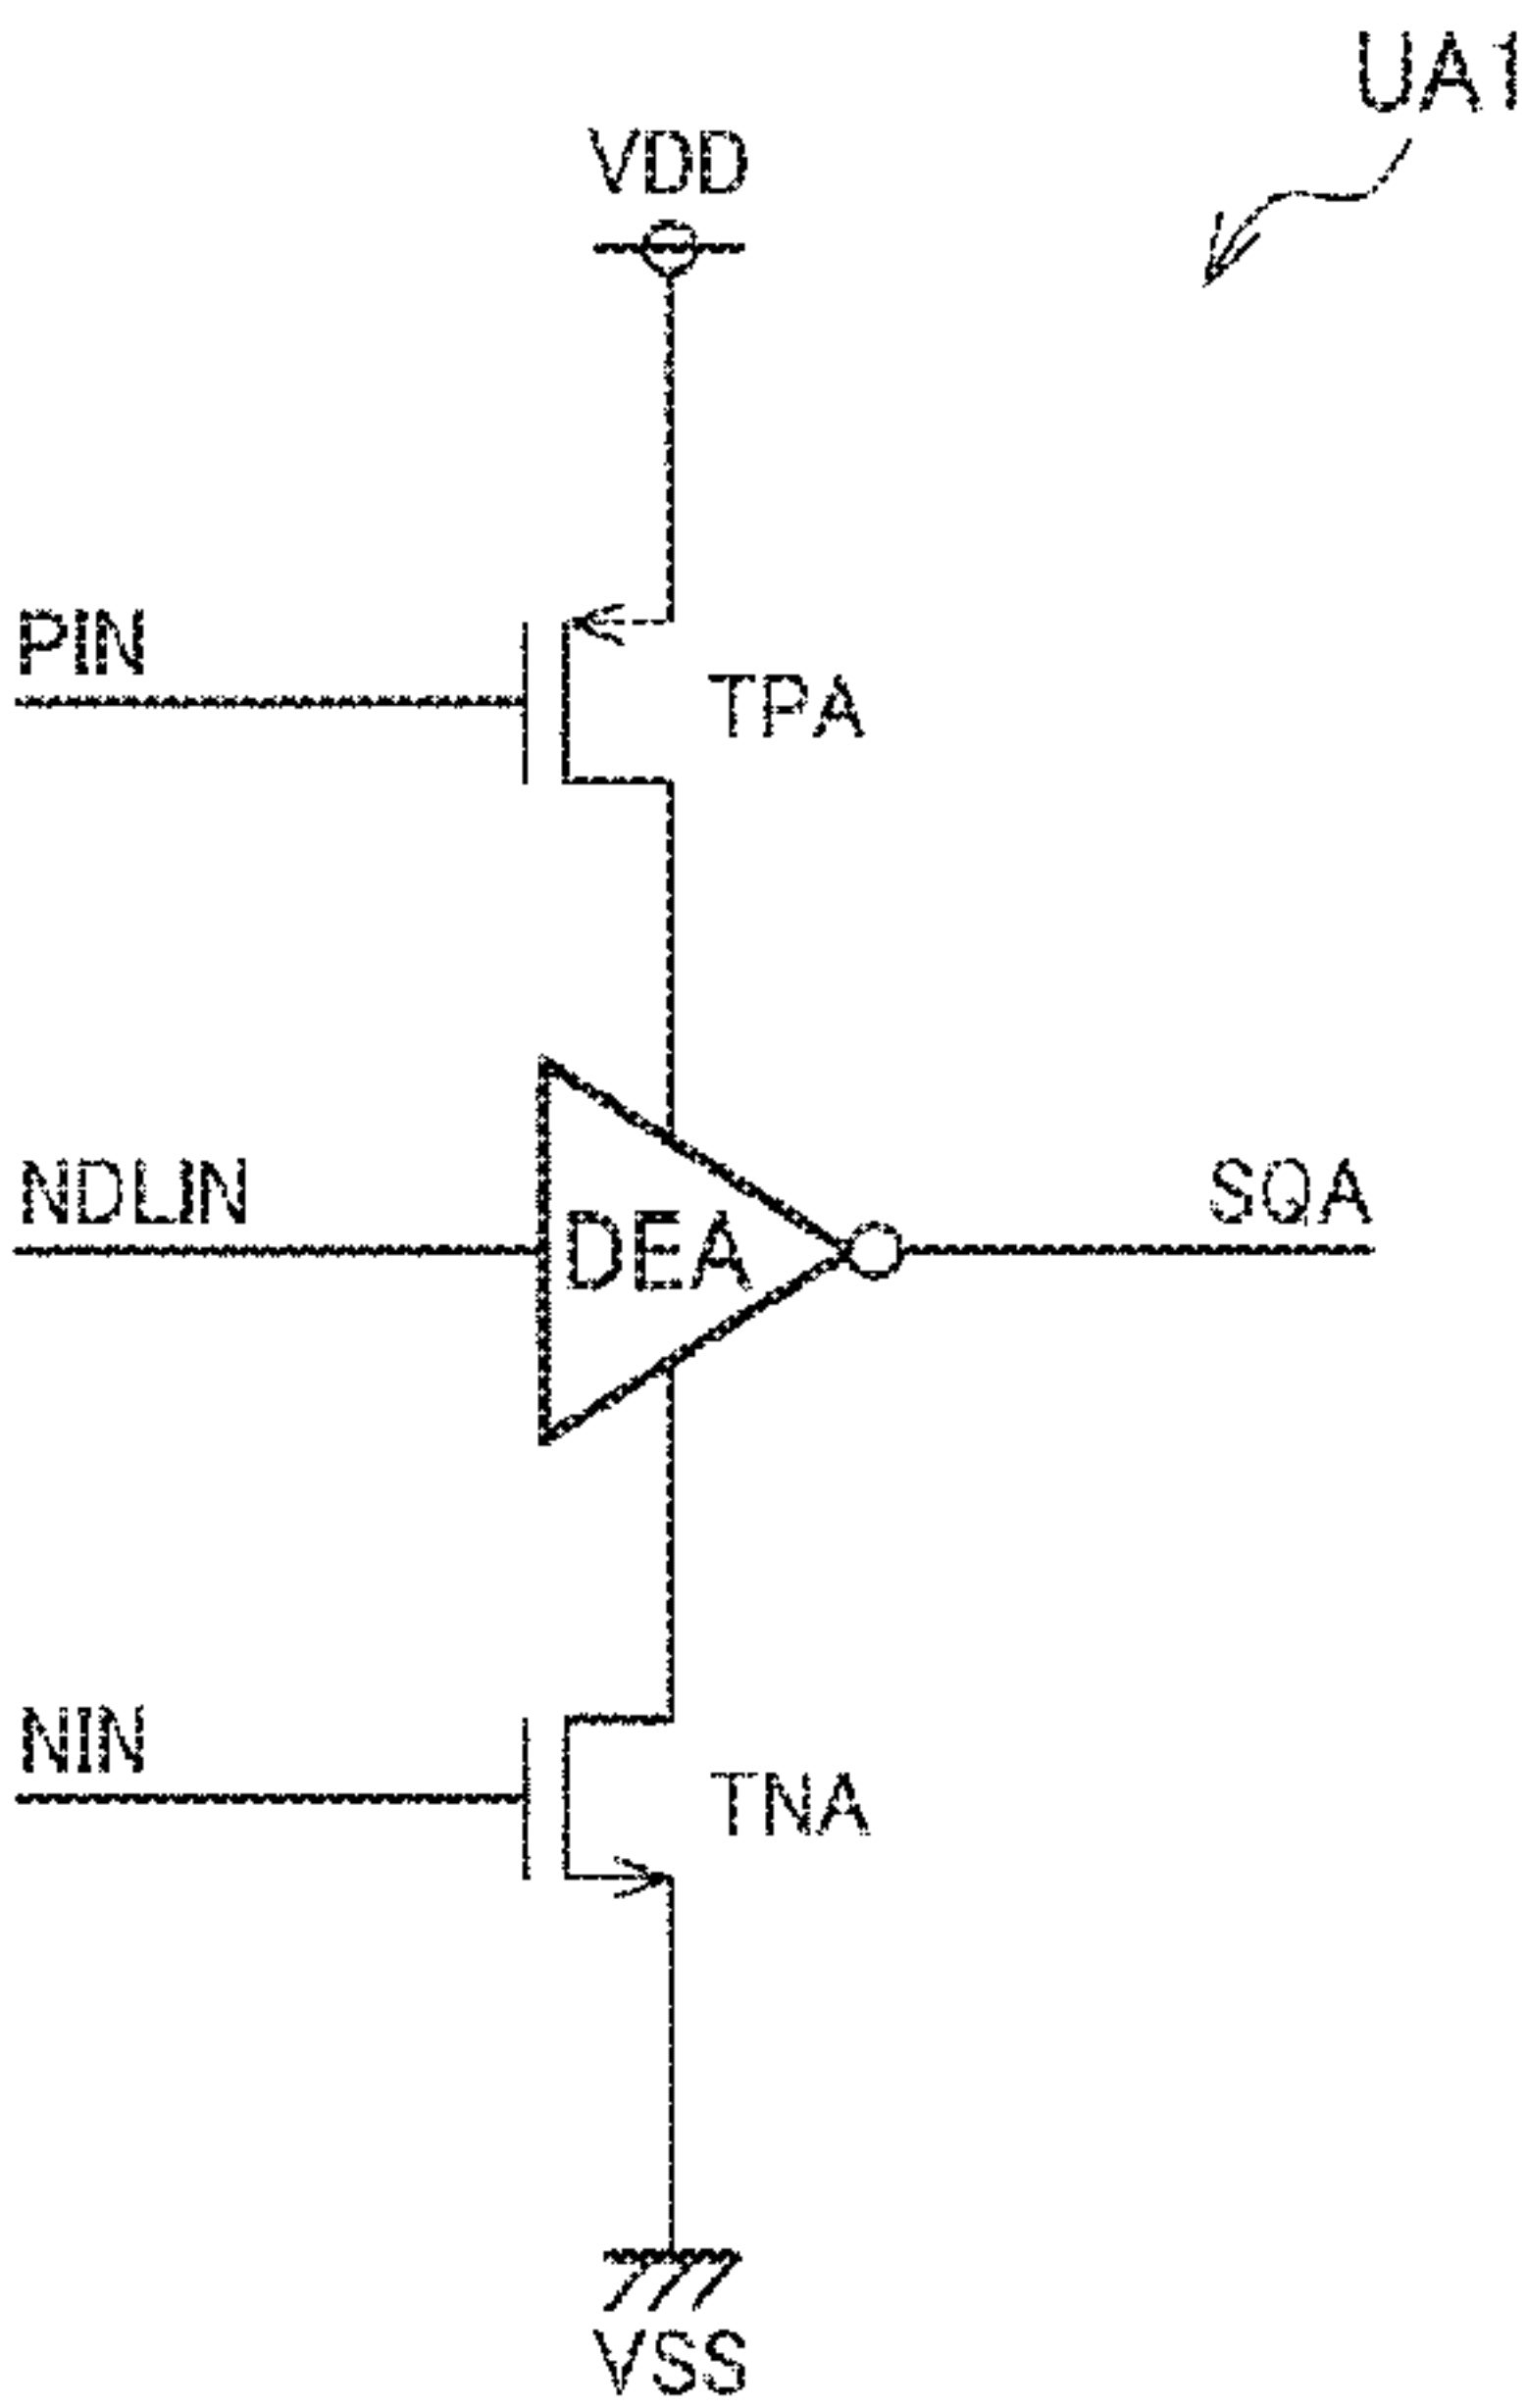 UA1
VDD
PIN
TPA
NDLIN
DEA
SQA
NIN
TNA
VSS